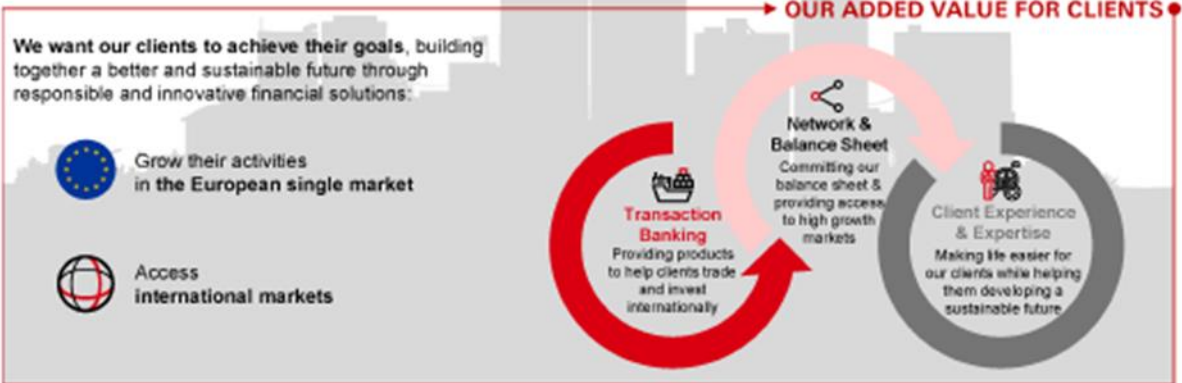 OUR ADDED VALUE FOR CLIENTS
We want our clients to achieve their goals, building
together a better and sustainable future through
responsible and innovative financial solutions:
Grow their activities
in the European single market
Access
international markets
Transaction
Banking
Providing products
to help clients trade
and invest
internationally
Network &
Balance Sheet
Committing our
balance sheet &
providing access
to high growth
markets
Client Experience
& Expertise
Making life easier for
our clients while helping
them developing a
sustainable future